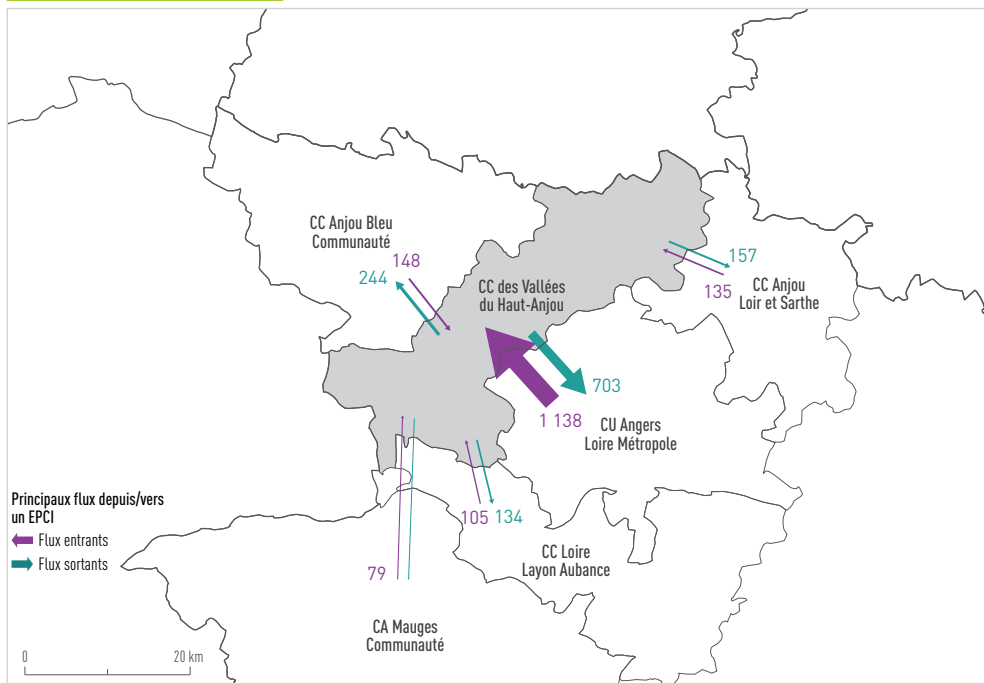 CC Anjou Bleu
Communauté
148
244
CC des Vallées
du Haut-Anjou
157
135
CC Anjou
Loir et Sarthe
703
1 138
CU Angers
Loire Métropole
Principaux flux depuis/vers
un EPCI
Flux entrants
Flux sortants
105
134
CC Loire
Layon Aubance
79
CA Mauges
Communauté
0
20 km